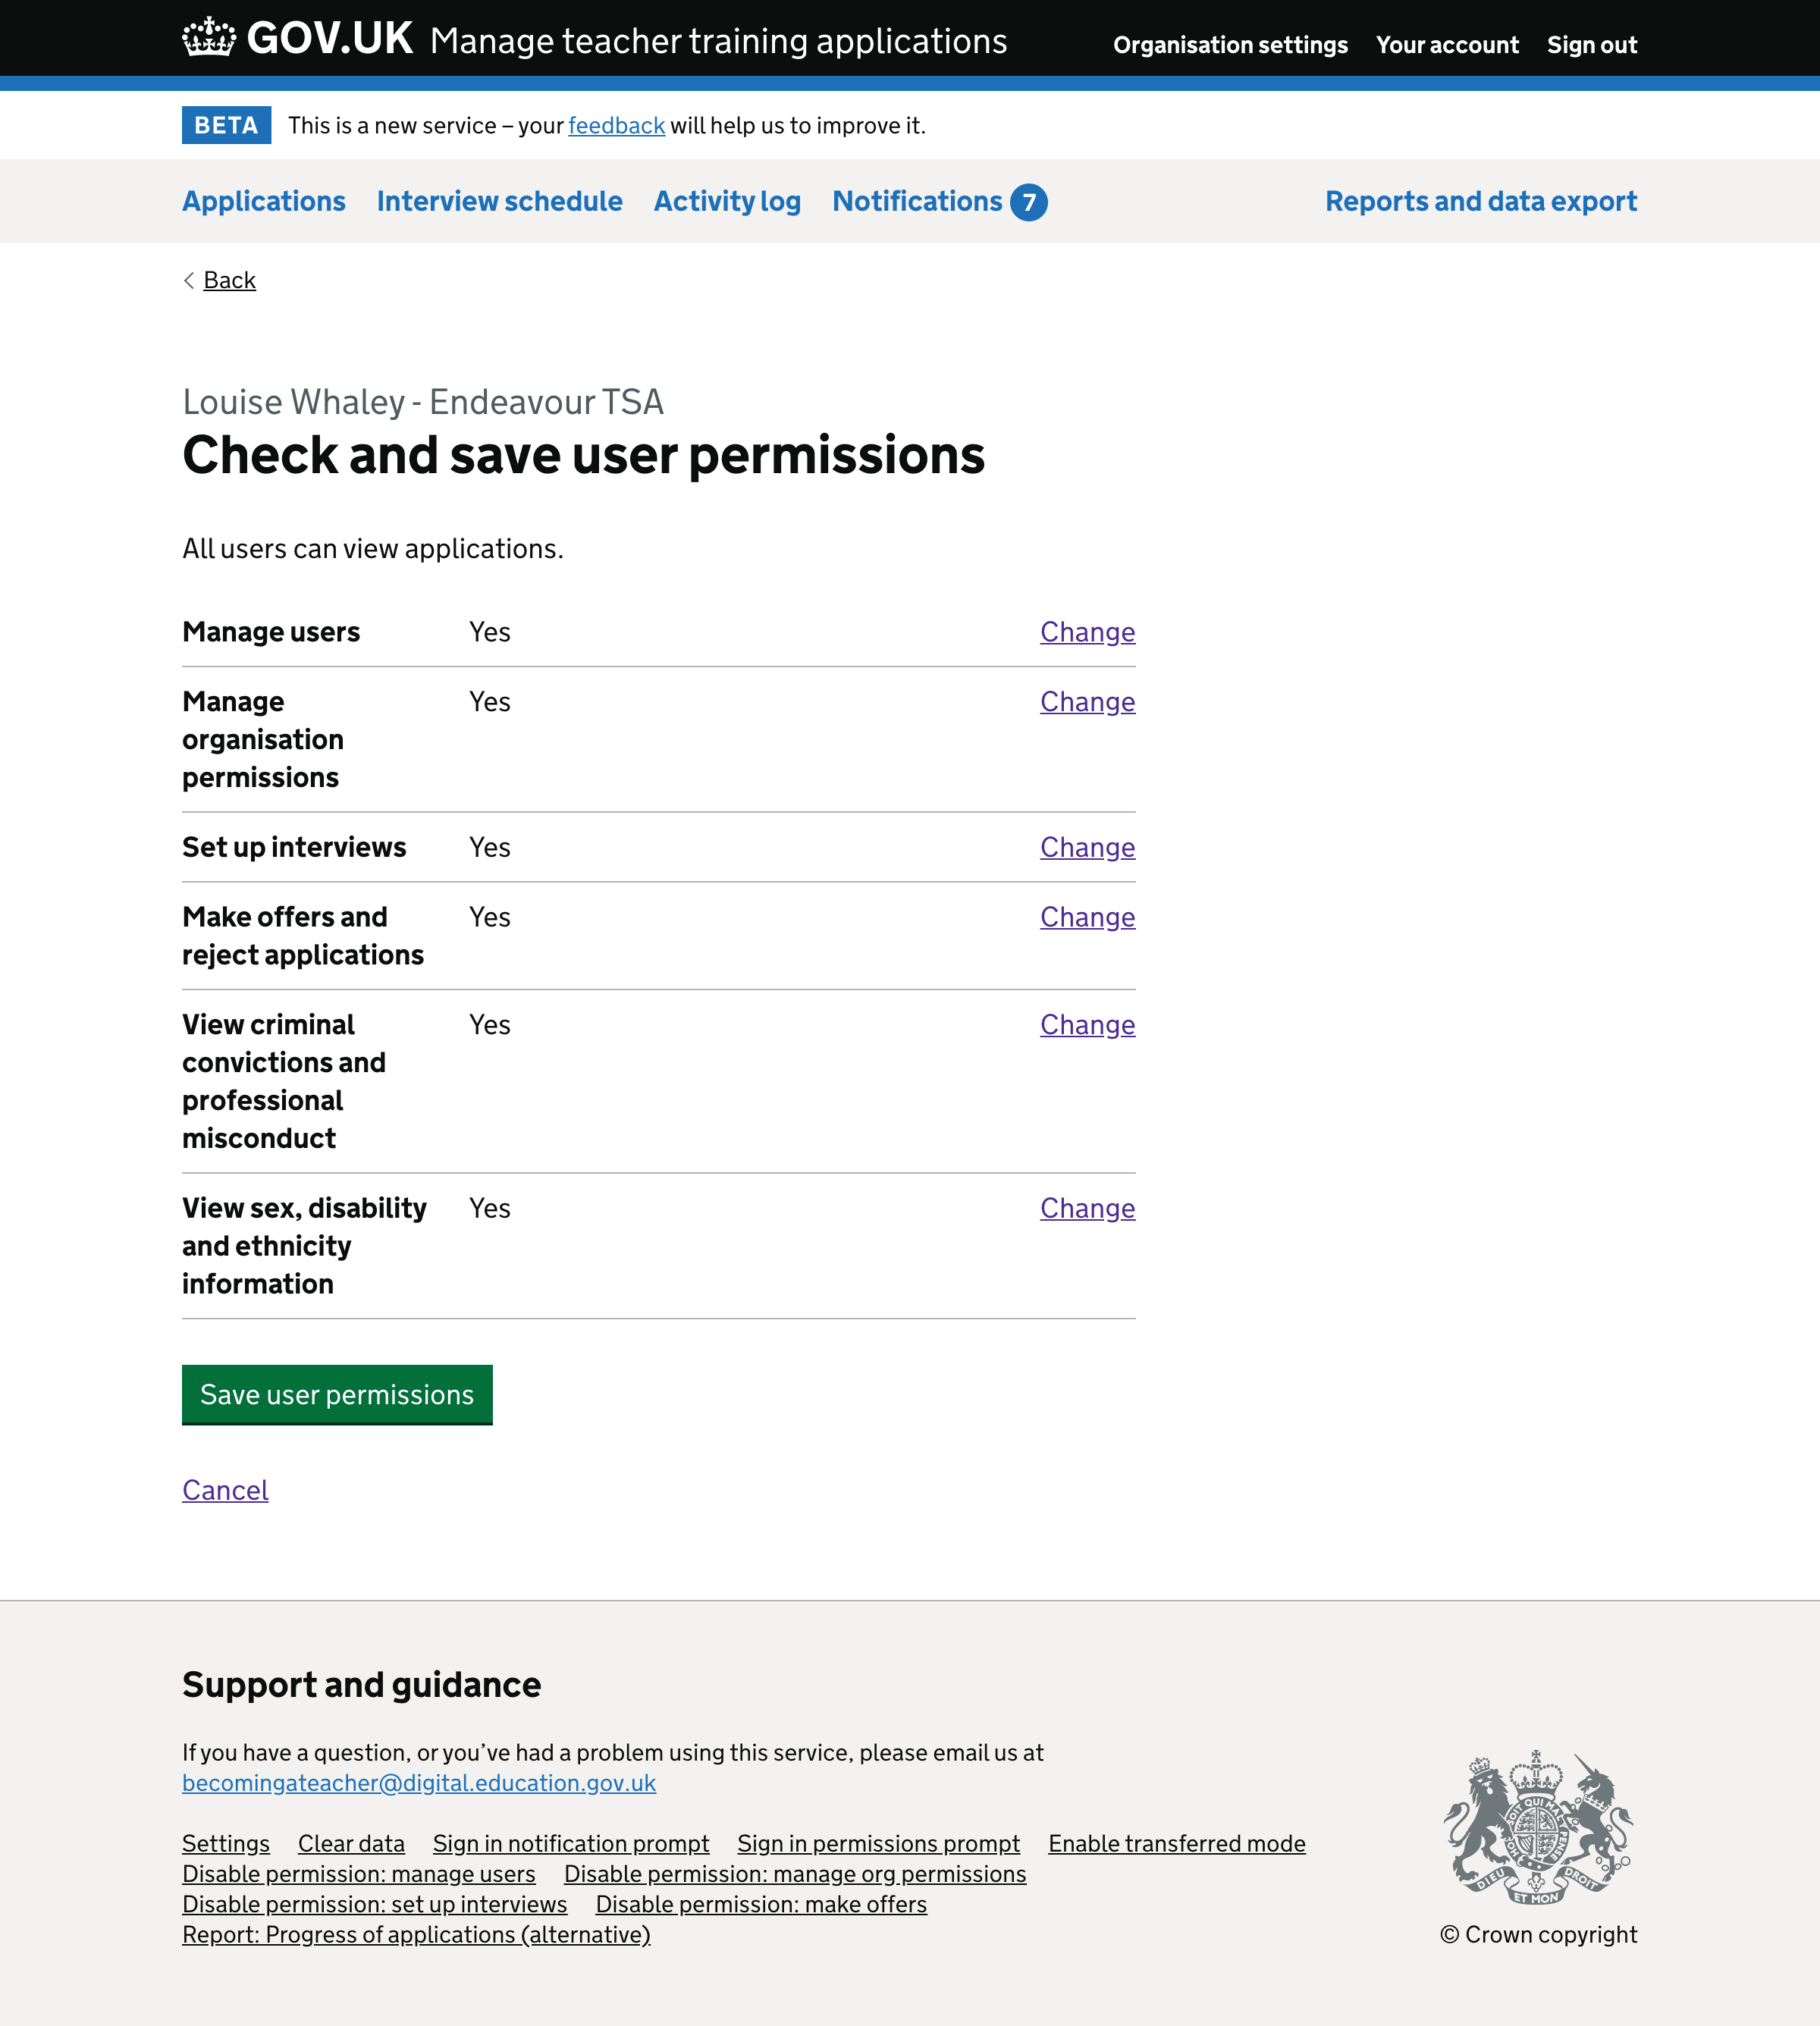 GOV.UK Manage teacher training applications Organisation settings Your account Sign out
BETA This is a new service – your feedback will help us to improve it.
Applications Interview schedule Activity log Notifications 7 Reports and data export
Back
Louise Whaley - Endeavour TSA
Check and save user permissions
All users can view applications.
Manage users Yes Change
Manage Yes Change
organisation
permissions
Set up interviews Yes Change
Make offers and Yes Change
reject applications
View criminal Yes Change
convictions and
professional
misconduct
View sex, disability Yes Change
and ethnicity
information
Save user permissions
Cancel
Support and guidance
If you have a question, or you’ve had a problem using this service, please email us at
becomingateacher@digital.education.gov.uk
Settings Clear data Sign in notification prompt Sign in permissions prompt Enable transferred mode
Disable permission: manage users Disable permission: manage org permissions
Disable permission: set up interviews Disable permission: make offers
Report: Progress of applications (alternative)
DIEU ET MON DROIT
© Crown copyright